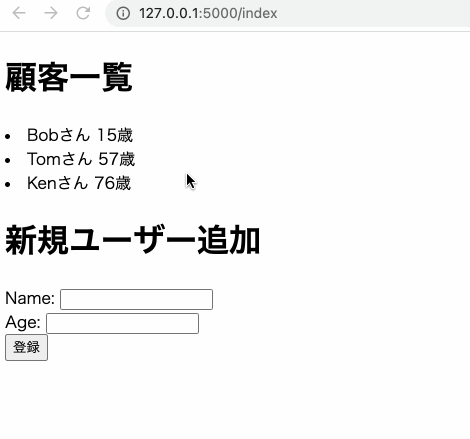 127.0.0.1:5000/index
顧客一覧
• Bobさん 15歳
• Tomさん 57歳
• Kenさん 76歳
新規ユーザー追加
Name:
Age:
登録